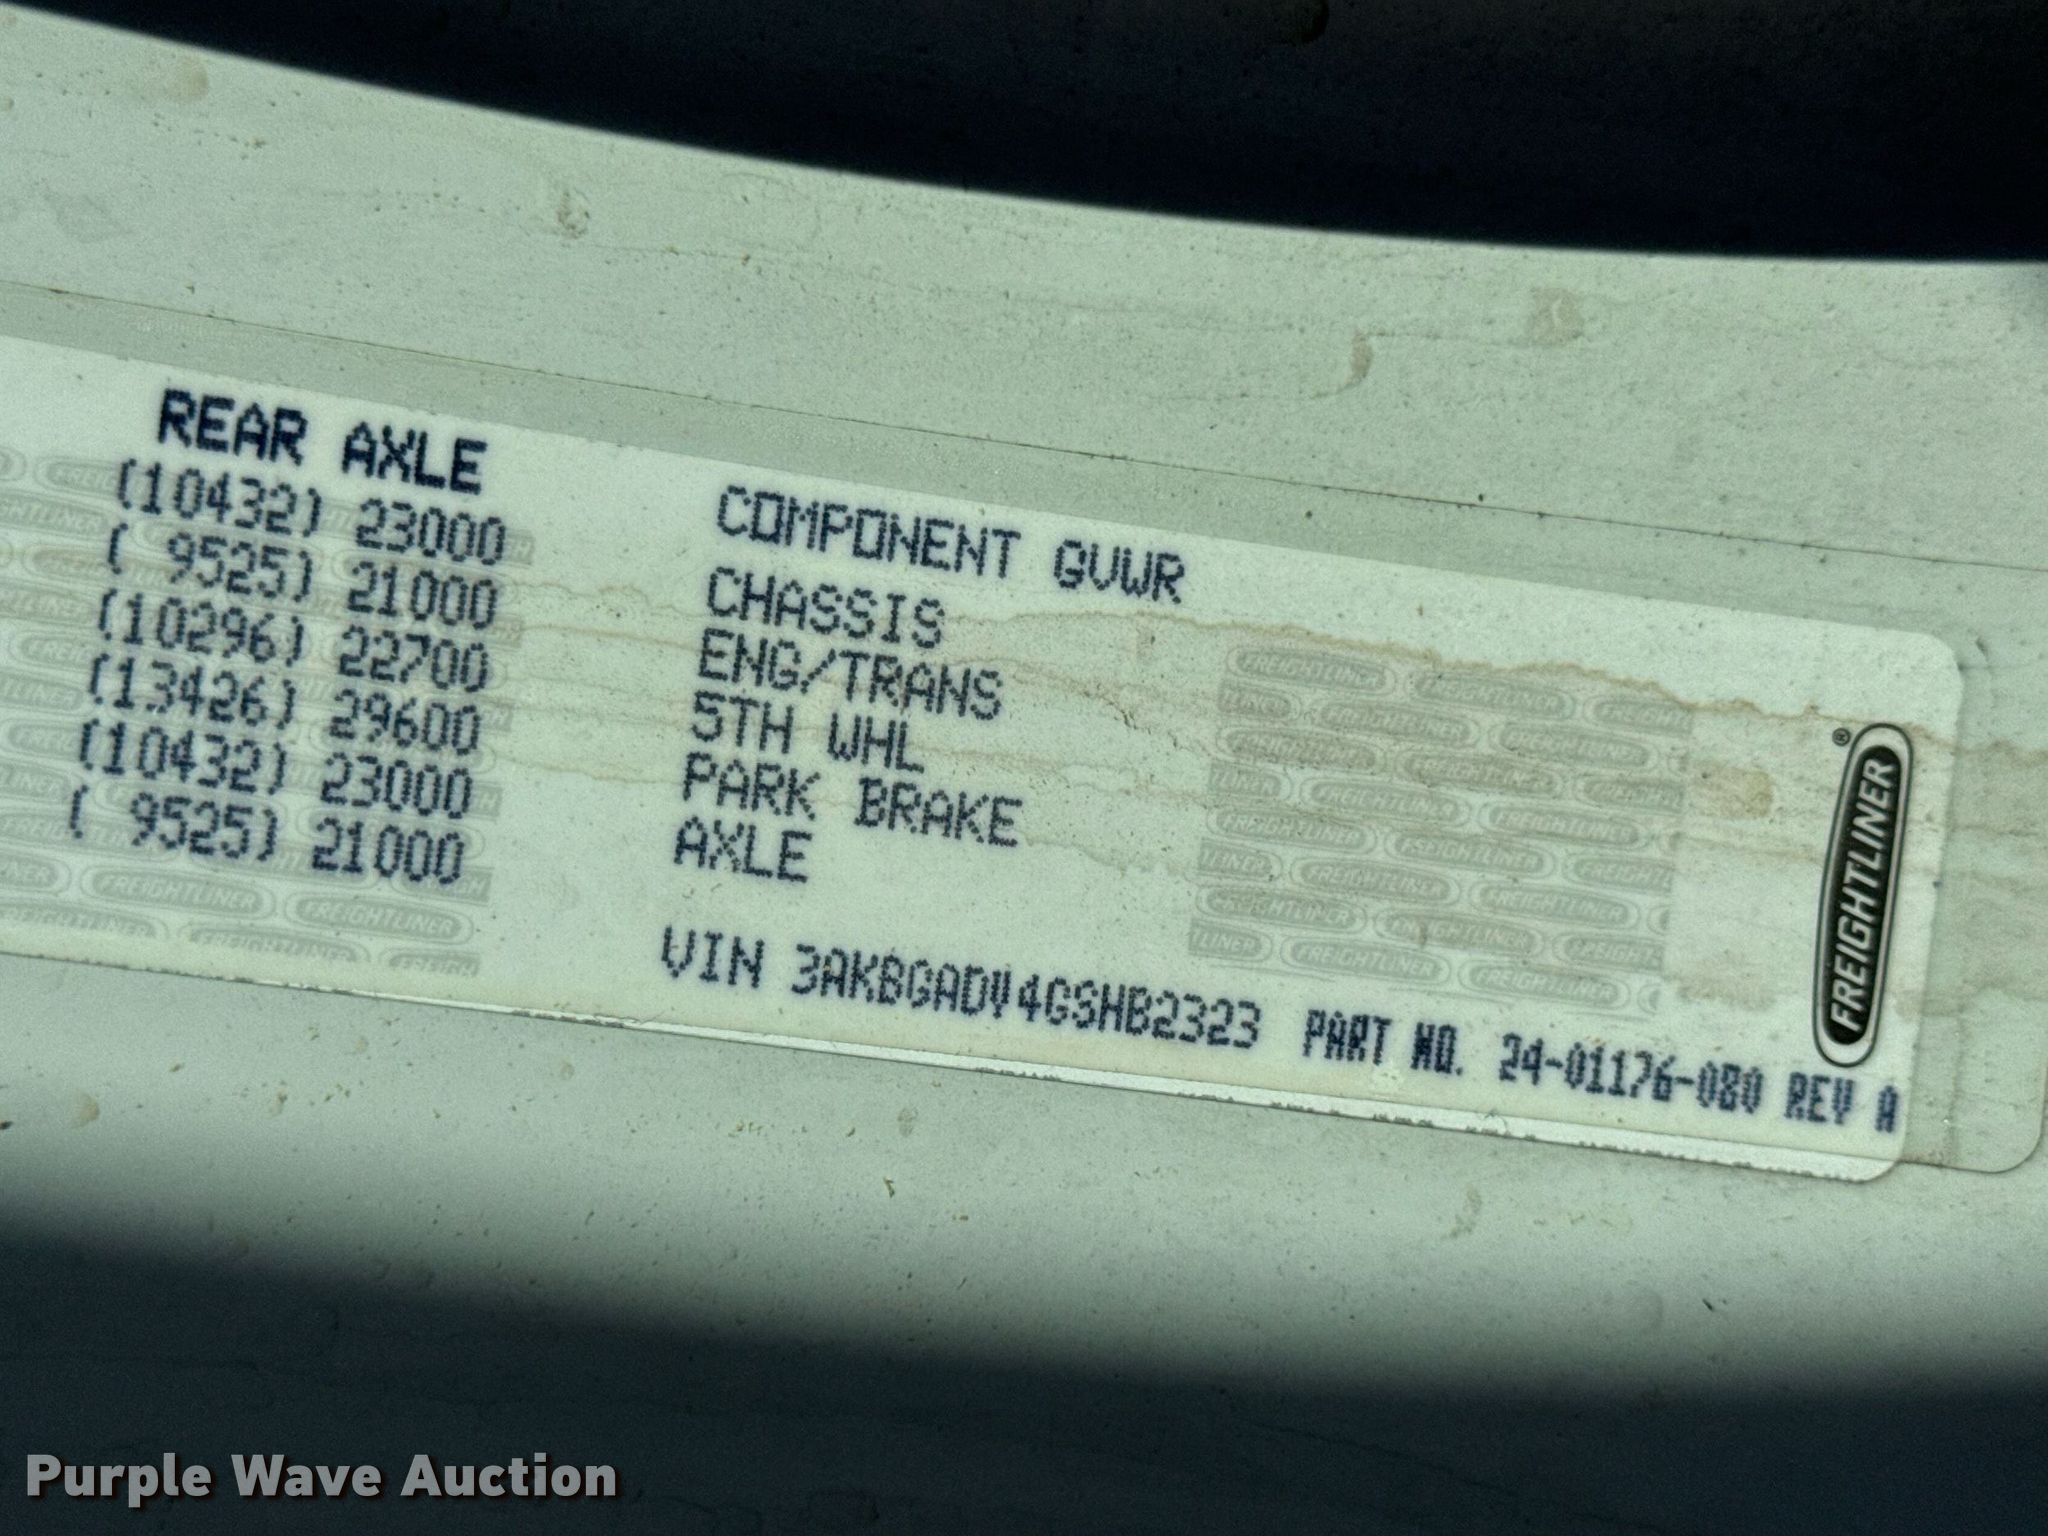 REAR AXLE
(10432) 23000
( 9525) 21000
(10296) 22700
(13426) 29600
(10432) 23000
( 9525) 21000
COMPONENT GVWR
CHASSIS
ENG/TRANS
5TH WHL
PARK BRAKE
AXLE
VIN 3AKBGADV4GSHB2323 PART NO. 24-01176-080 REV A
FREIGHTLINER®
Purple Wave Auction